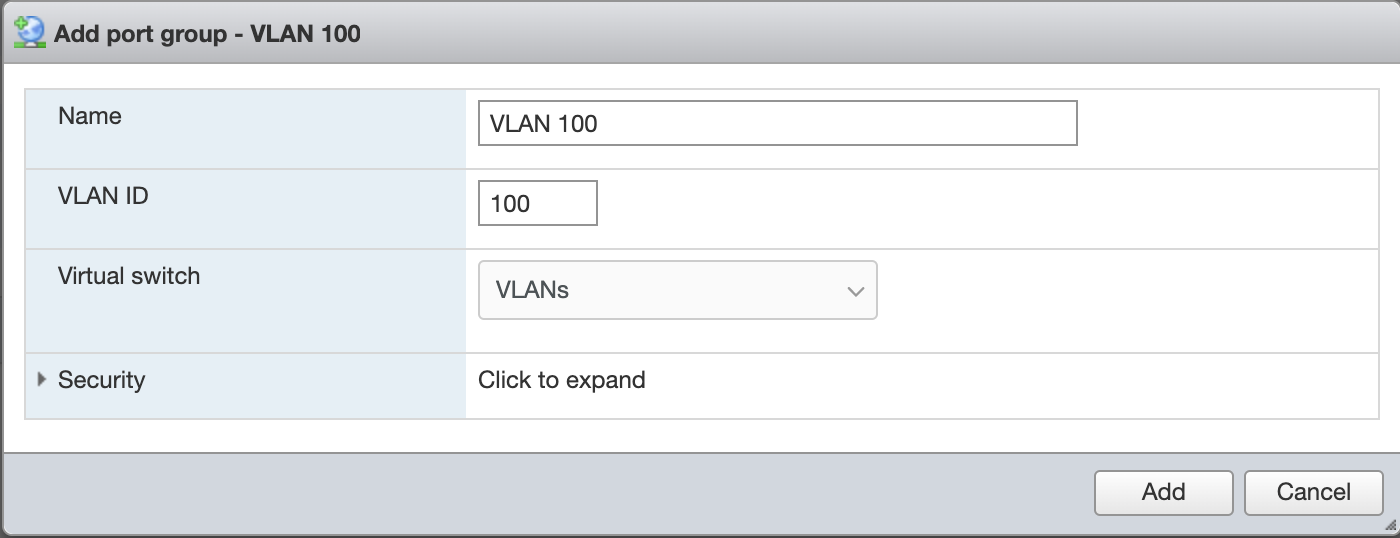 Add port group - VLAN 100
Name
VLAN 100
VLAN ID
100
Virtual switch
VLANs
Security
Click to expand
Add
Cancel